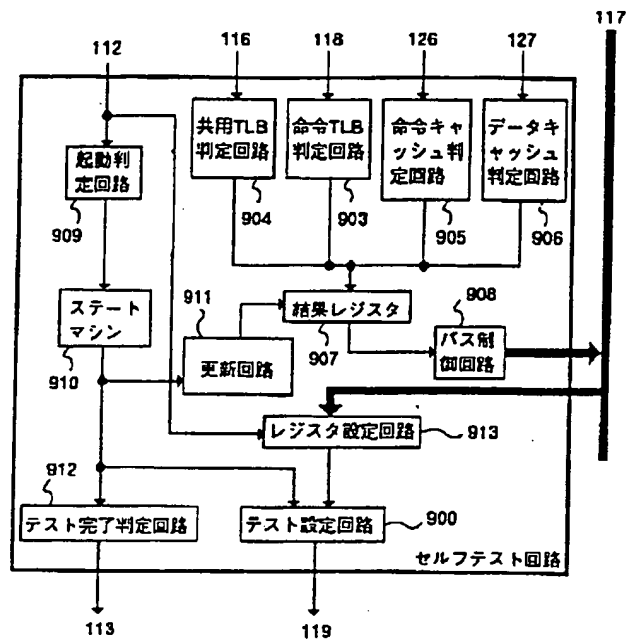 117
112
116
118
126
127
共用TLB
判定回路
命令TLB
判定回路
命令キャ
ッシュ判
定回路
データキ
ャッシュ
判定回路
起動判
定回路
909
904
903
905
906
ステート
マシン
910
911
更新回路
結果レジスタ
907
908
バス制
御回路
レジスタ設定回路
913
912
テスト完了判定回路
テスト設定回路
900
セルフテスト回路
113
119